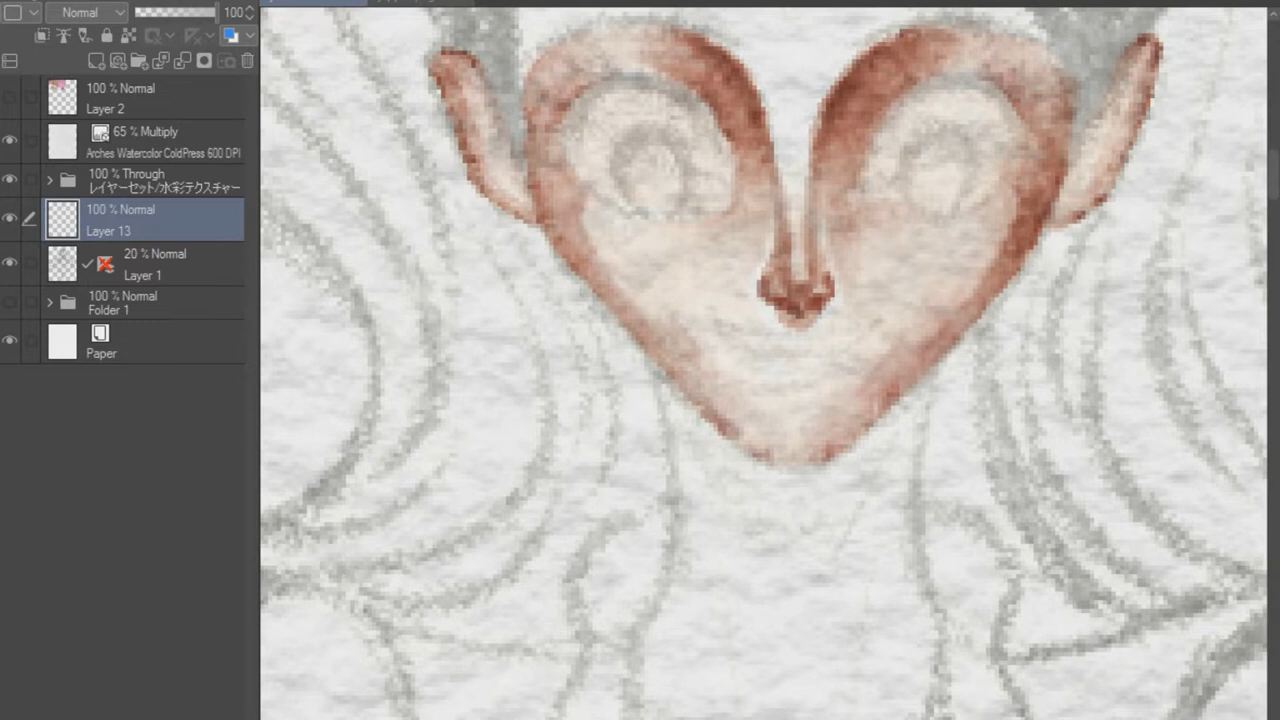 Normal 100
100 % Normal
Layer 2
65 % Multiply
Arches Watercolor ColdPress 600 DPI
100 % Through
レイヤーセット/水彩テクスチャー
100 % Normal
Layer 13
20 % Normal
Layer 1
100 % Normal
Folder 1
Paper